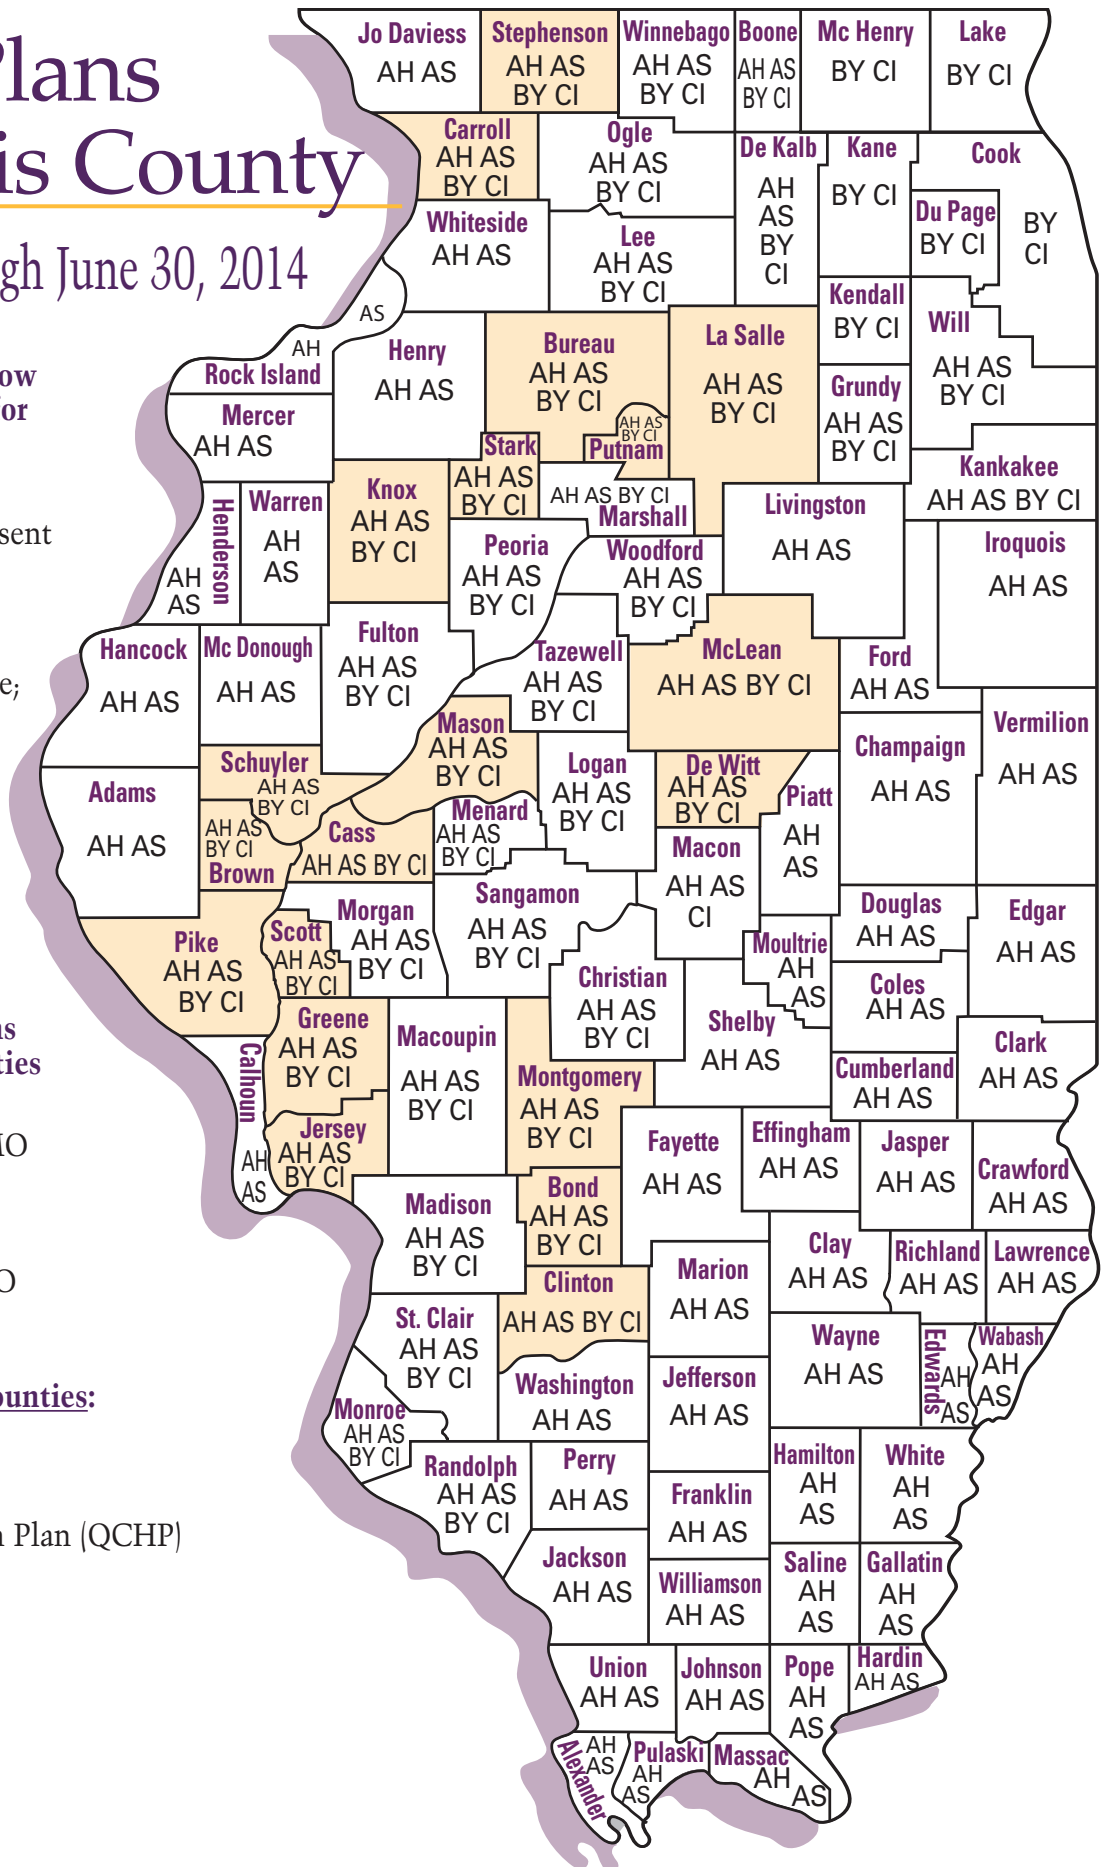 Plans
is County
gh June 30, 2014
ow
for
sent
e;
ns
ties
MO
O
ounties:
n Plan (QCHP)
Jo Daviess
AH AS
Stephenson
AH AS
BY CI
Winnebago
AH AS
BY CI
Boone
AH AS
BY CI
Mc Henry
BY CI
Lake
BY CI
Carroll
AH AS
BY CI
Ogle
AH AS
BY CI
De Kalb
AH
AS
BY
CI
Kane
BY CI
Cook
BY
CI
Du Page
BY CI
Whiteside
AH AS
Lee
AH AS
BY CI
Kendall
BY CI
Will
AH AS
BY CI
AS
AH
Rock Island
Henry
AH AS
Bureau
AH AS
BY CI
La Salle
AH AS
BY CI
Grundy
AH AS
BY CI
Mercer
AH AS
AH AS
BY CI
Putnam
Stark
AH AS
BY CI
Kankakee
AH AS BY CI
Knox
AH AS
BY CI
AH AS BY CI
Marshall
Livingston
AH AS
Henderson
AH
AS
Warren
AH
AS
Peoria
AH AS
BY CI
Woodford
AH AS
BY CI
Iroquois
AH AS
Hancock
AH AS
Mc Donough
AH AS
Fulton
AH AS
BY CI
Tazewell
AH AS
BY CI
McLean
AH AS BY CI
Ford
AH AS
Mason
AH AS
BY CI
Vermilion
AH AS
Champaign
AH AS
Schuyler
AH AS
BY CI
Logan
AH AS
BY CI
De Witt
AH AS
BY CI
Piatt
AH
AS
Adams
AH AS
AH AS
BY CI
Brown
Cass
AH AS BY CI
Menard
AH AS
BY CI
Macon
AH AS
CI
Sangamon
AH AS
BY CI
Douglas
AH AS
Edgar
AH AS
Pike
AH AS
BY CI
Scott
AH AS
BY CI
Morgan
AH AS
BY CI
Christian
AH AS
BY CI
Moultrie
AH
AS
Coles
AH AS
Greene
AH AS
BY CI
Macoupin
AH AS
BY CI
Shelby
AH AS
Clark
AH AS
Calhoun
AH
AS
Montgomery
AH AS
BY CI
Cumberland
AH AS
Jersey
AH AS
BY CI
Fayette
AH AS
Effingham
AH AS
Jasper
AH AS
Crawford
AH AS
Madison
AH AS
BY CI
Bond
AH AS
BY CI
Clay
AH AS
Richland
AH AS
Lawrence
AH AS
Clinton
AH AS BY CI
Marion
AH AS
St. Clair
AH AS
BY CI
Wayne
AH AS
Edwards
AH
AS
Wabash
AH
AS
Washington
AH AS
Jefferson
AH AS
Monroe
AH AS
BY CI
Randolph
AH AS
BY CI
Perry
AH AS
Hamilton
AH
AS
White
AH
AS
Franklin
AH AS
Jackson
AH AS
Williamson
AH AS
Saline
AH
AS
Gallatin
AH
AS
Union
AH AS
Johnson
AH AS
Pope
AH
AS
Hardin
AH AS
Alexander
AH
AS
Pulaski
AH
AS
Massac
AH
AS